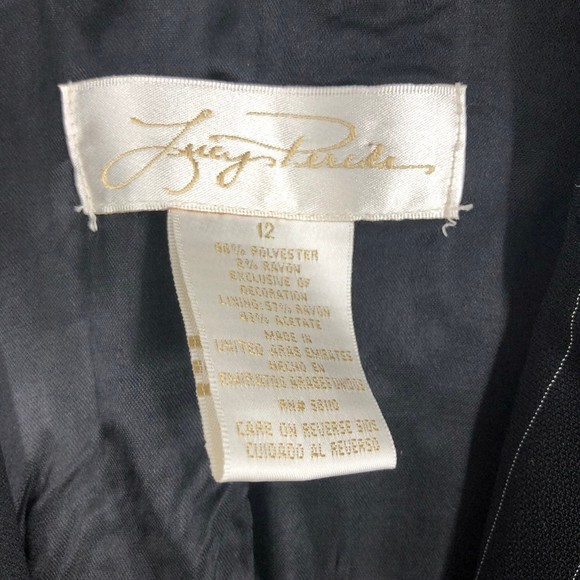 Lucy Pereda
12
98% POLYESTER
2% RAYON
EXCLUSIVE OF
DECORATION
LINING: 57% RAYON
43% ACETATE
MADE IN
UNITED ARAB EMIRATES
HECHO EN
EMIRATOS ARABES UNIDOS
RN# 58110
CARE ON REVERSE SIDE
CUIDADO AL REVERSO